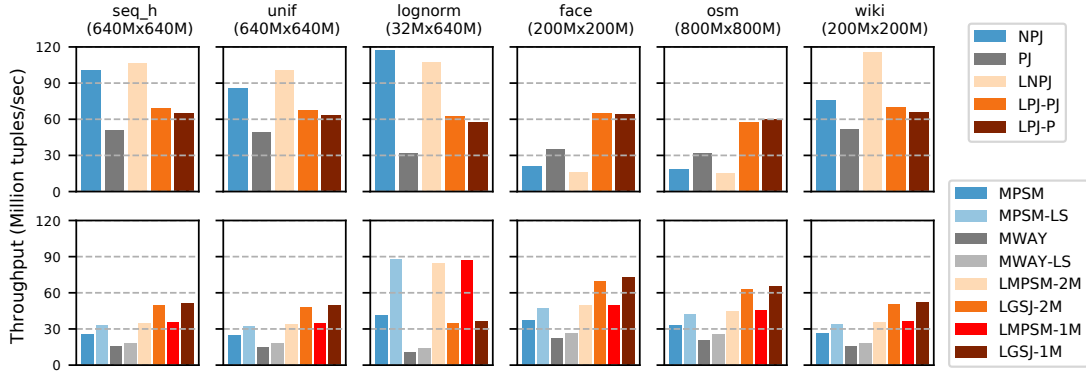 seq_h
(640Mx640M)
unif
(640Mx640M)
lognorm
(32Mx640M)
face
(200Mx200M)
osm
(800Mx800M)
wiki
(200Mx200M)
Throughput (Million tuples/sec)
120
90
60
30
0
120
90
60
30
0
NPJ
PJ
LNPJ
LPJ-PJ
LPJ-P
MPSM
MPSM-LS
MWAY
MWAY-LS
LMPSM-2M
LGSJ-2M
LMPSM-1M
LGSJ-1M